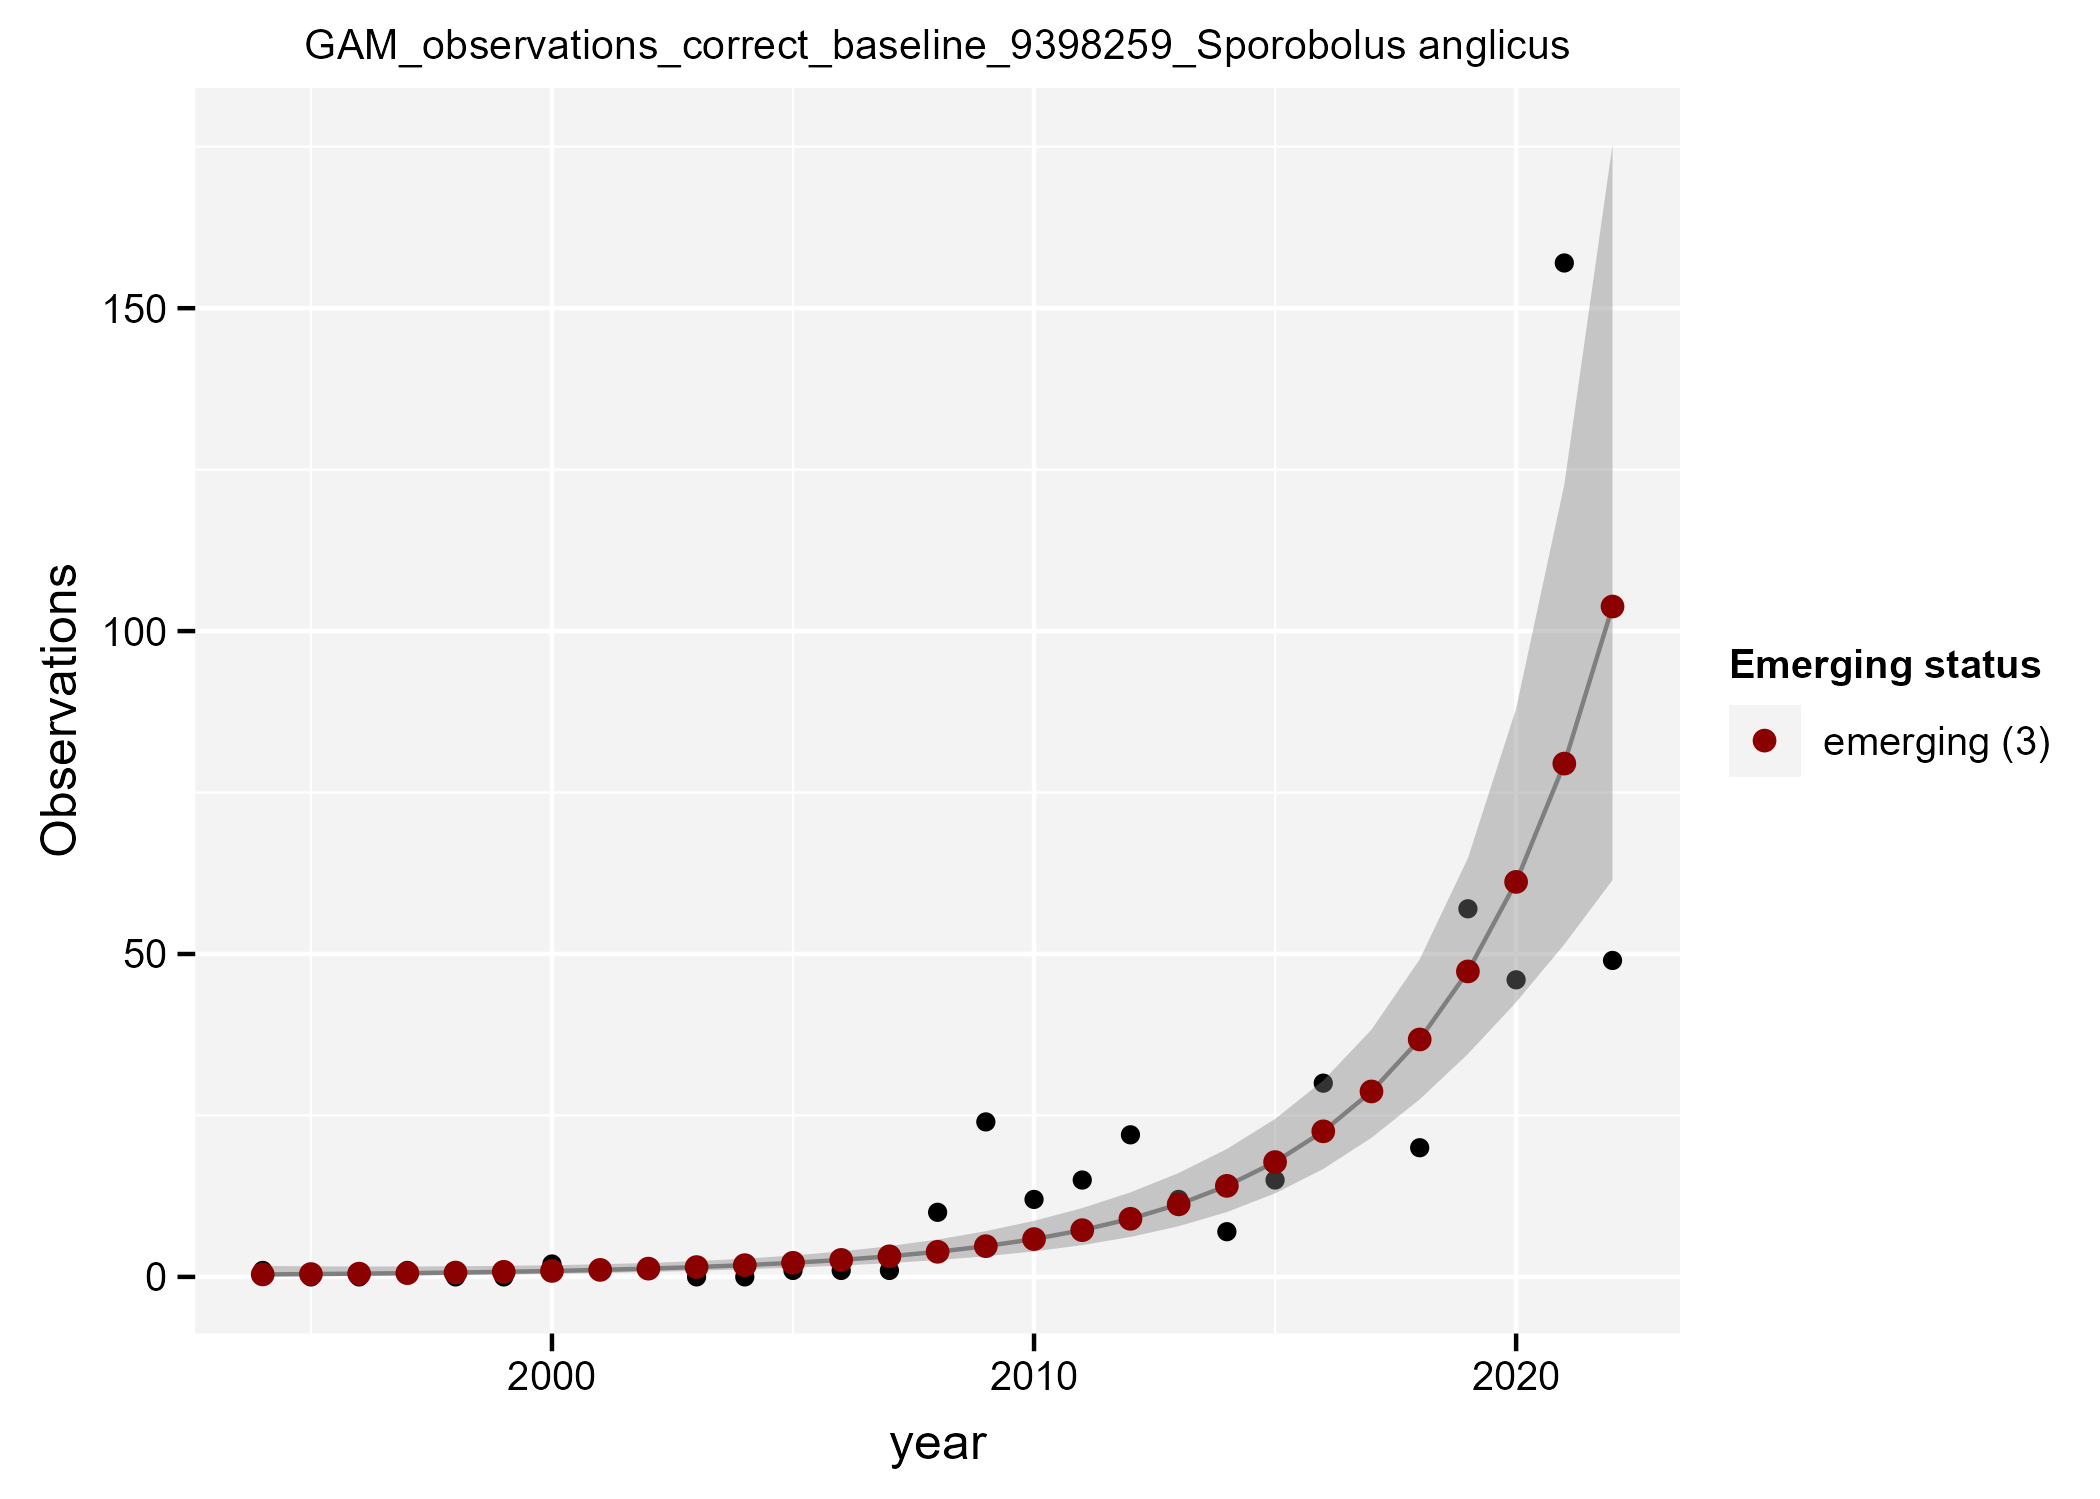 GAM_observations_correct_baseline_9398259_Sporobolus anglicus
Observations
150
100
50
0
2000
2010
2020
year
Emerging status
emerging (3)